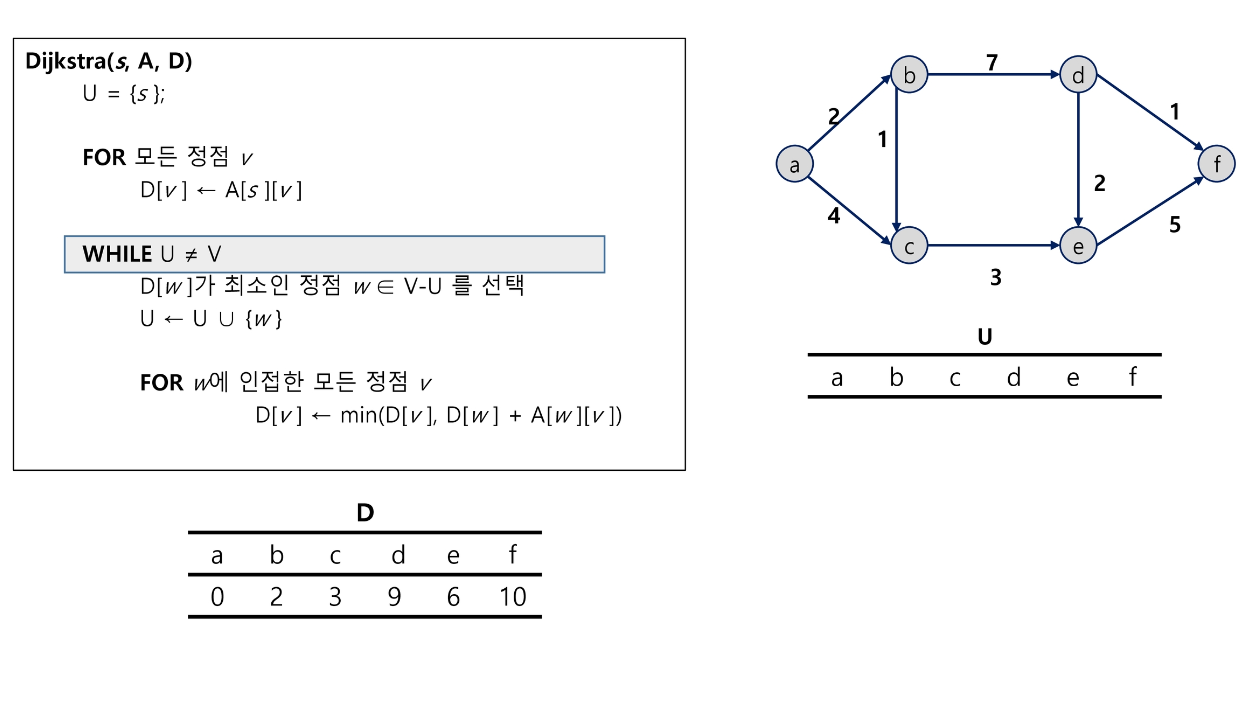 Dijkstra(s, A, D)
U = {s};
FOR 모든 정점 v
D[v] ← A[s][v]
WHILE U ≠ V
D[w]가 최소인 정점 w ∈ V-U 를 선택
U ← U ∪ {w}
FOR w에 인접한 모든 정점 v
D[v] ← min(D[v], D[w] + A[w][v])
b 7 d
2 1 1
a f
2
4 5
c e
3
U
a b c d e f
D
a b c d e f
0 2 3 9 6 10